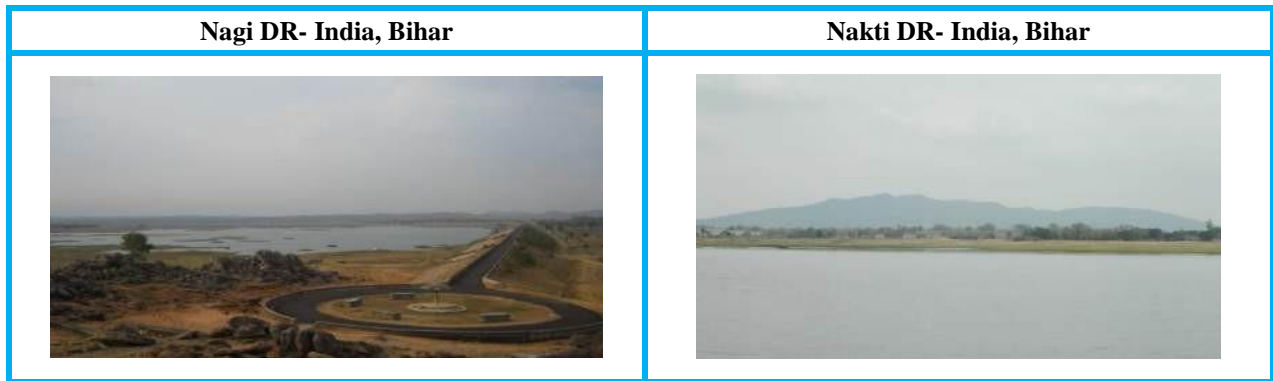 Nagi DR- India, Bihar
Nakti DR- India, Bihar